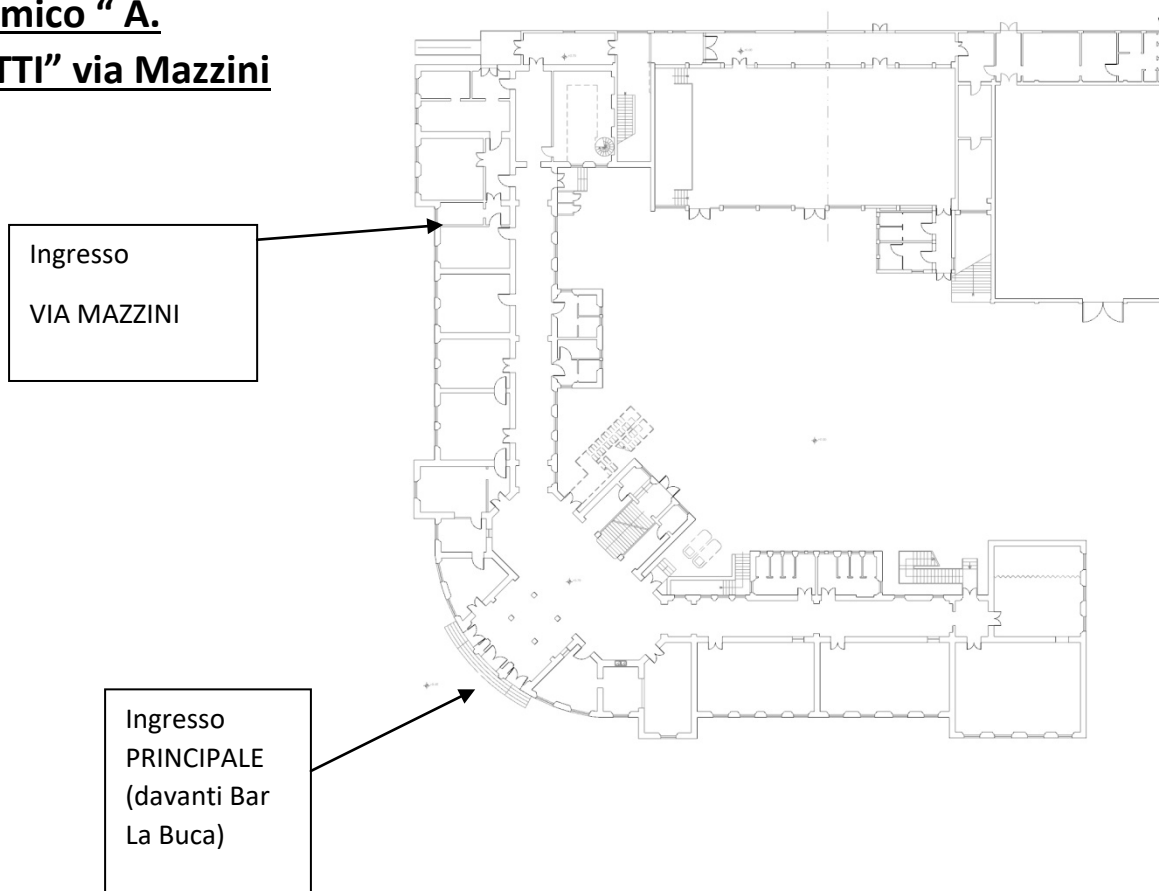 mico “ A.
TTI” via Mazzini
Ingresso
VIA MAZZINI
Ingresso
PRINCIPALE
(davanti Bar
La Buca)